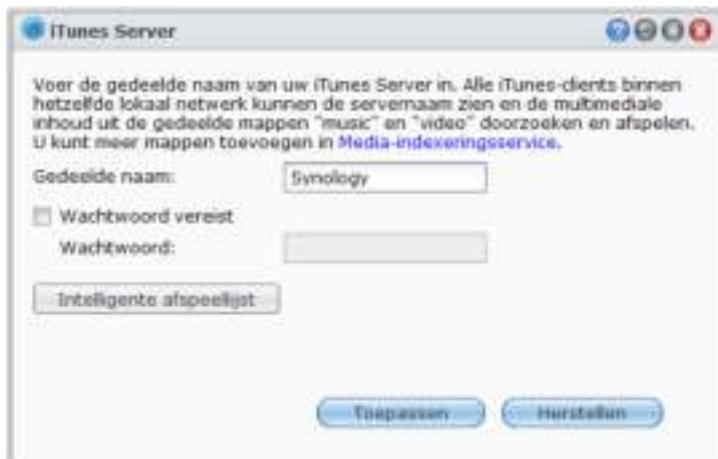 iTunes Server
Voer de gedeelde naam van uw iTunes Server in. Alle iTunes-clients binnen
hetzelfde lokaal netwerk kunnen de servernaam zien en de multimediale
inhoud uit de gedeelde mappen "music" en "video" doorzoeken en afspelen.
U kunt meer mappen toevoegen in Media-indexeringsservice.
Gedeelde naam: Synology
Wachtwoord vereist
Wachtwoord:
Intelligente afspeellijst
Toepassen Herstellen